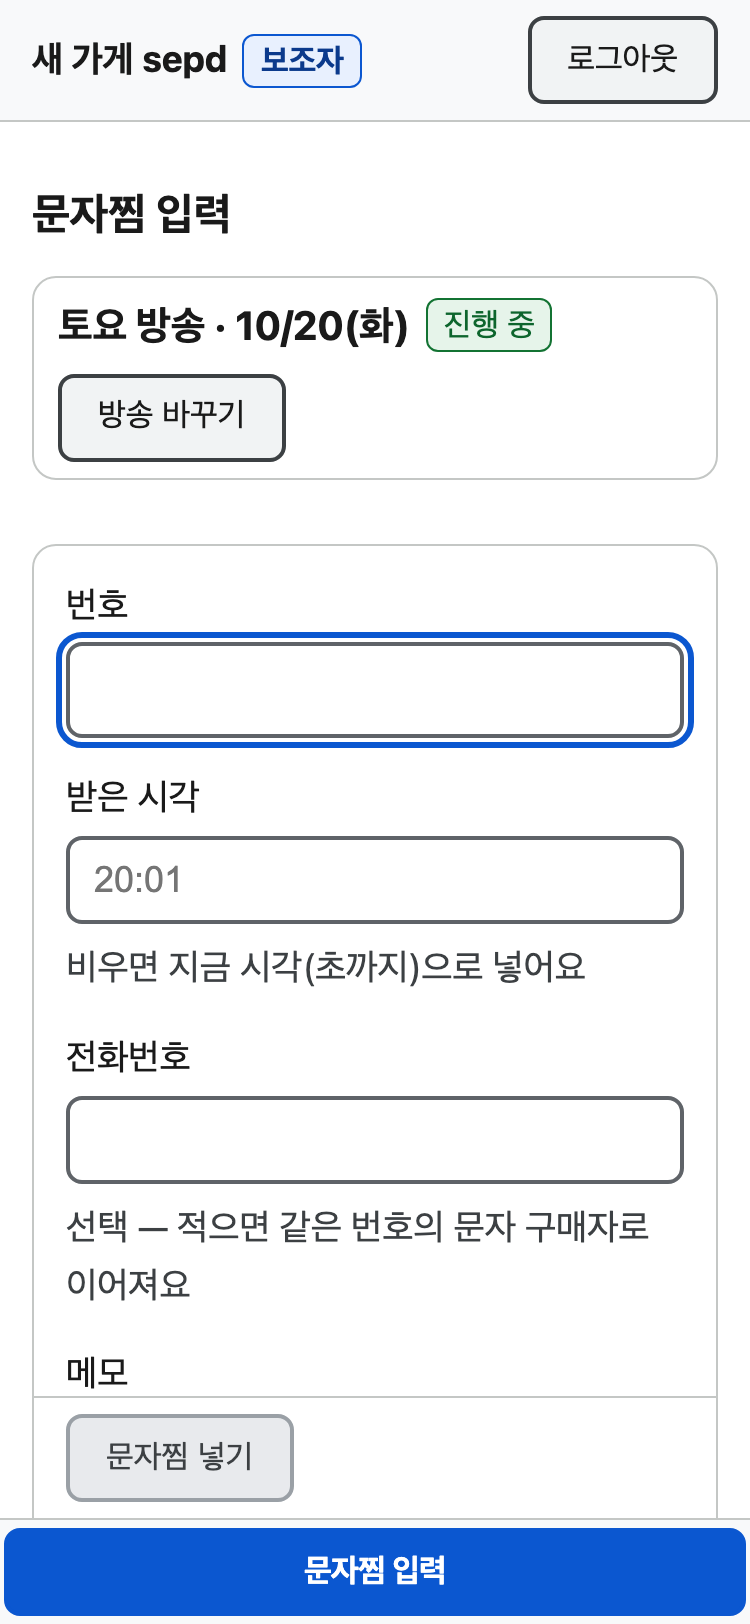 새 가게 sepd 보조자 로그아웃
문자찜 입력
토요 방송 · 10/20(화) 진행 중
방송 바꾸기
번호
받은 시각
20:01
비우면 지금 시각(초까지)으로 넣어요
전화번호
선택 — 적으면 같은 번호의 문자 구매자로
이어져요
메모
문자찜 넣기
문자찜 입력